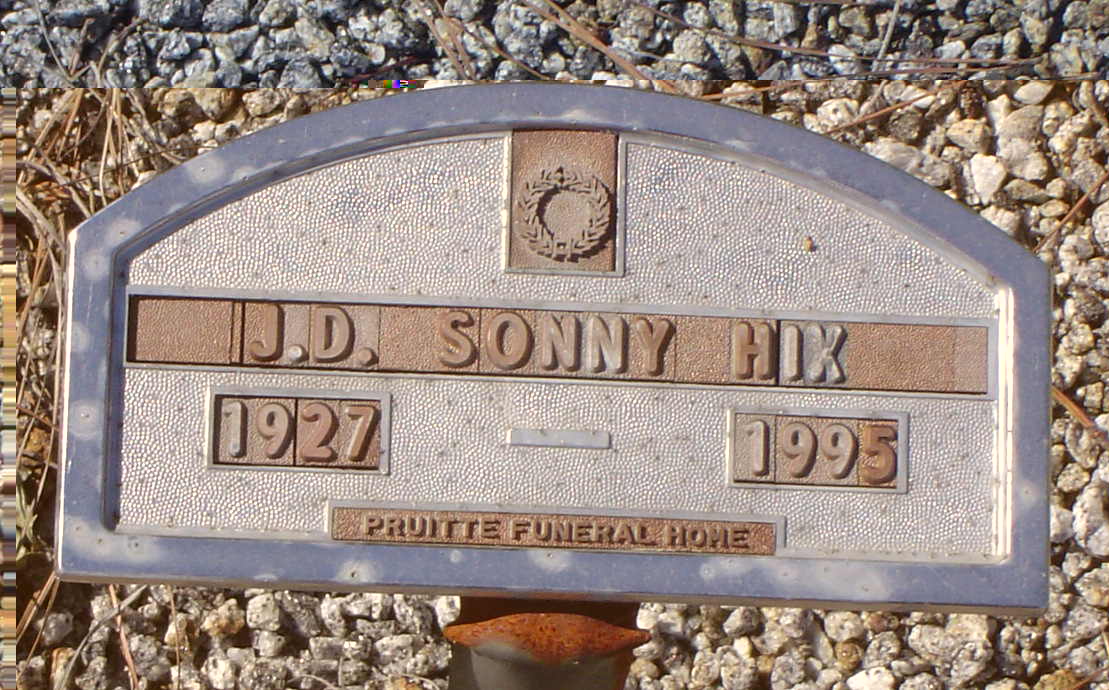 J.D. SONNY HIX
1927 — 1995
PRUITTE FUNERAL HOME